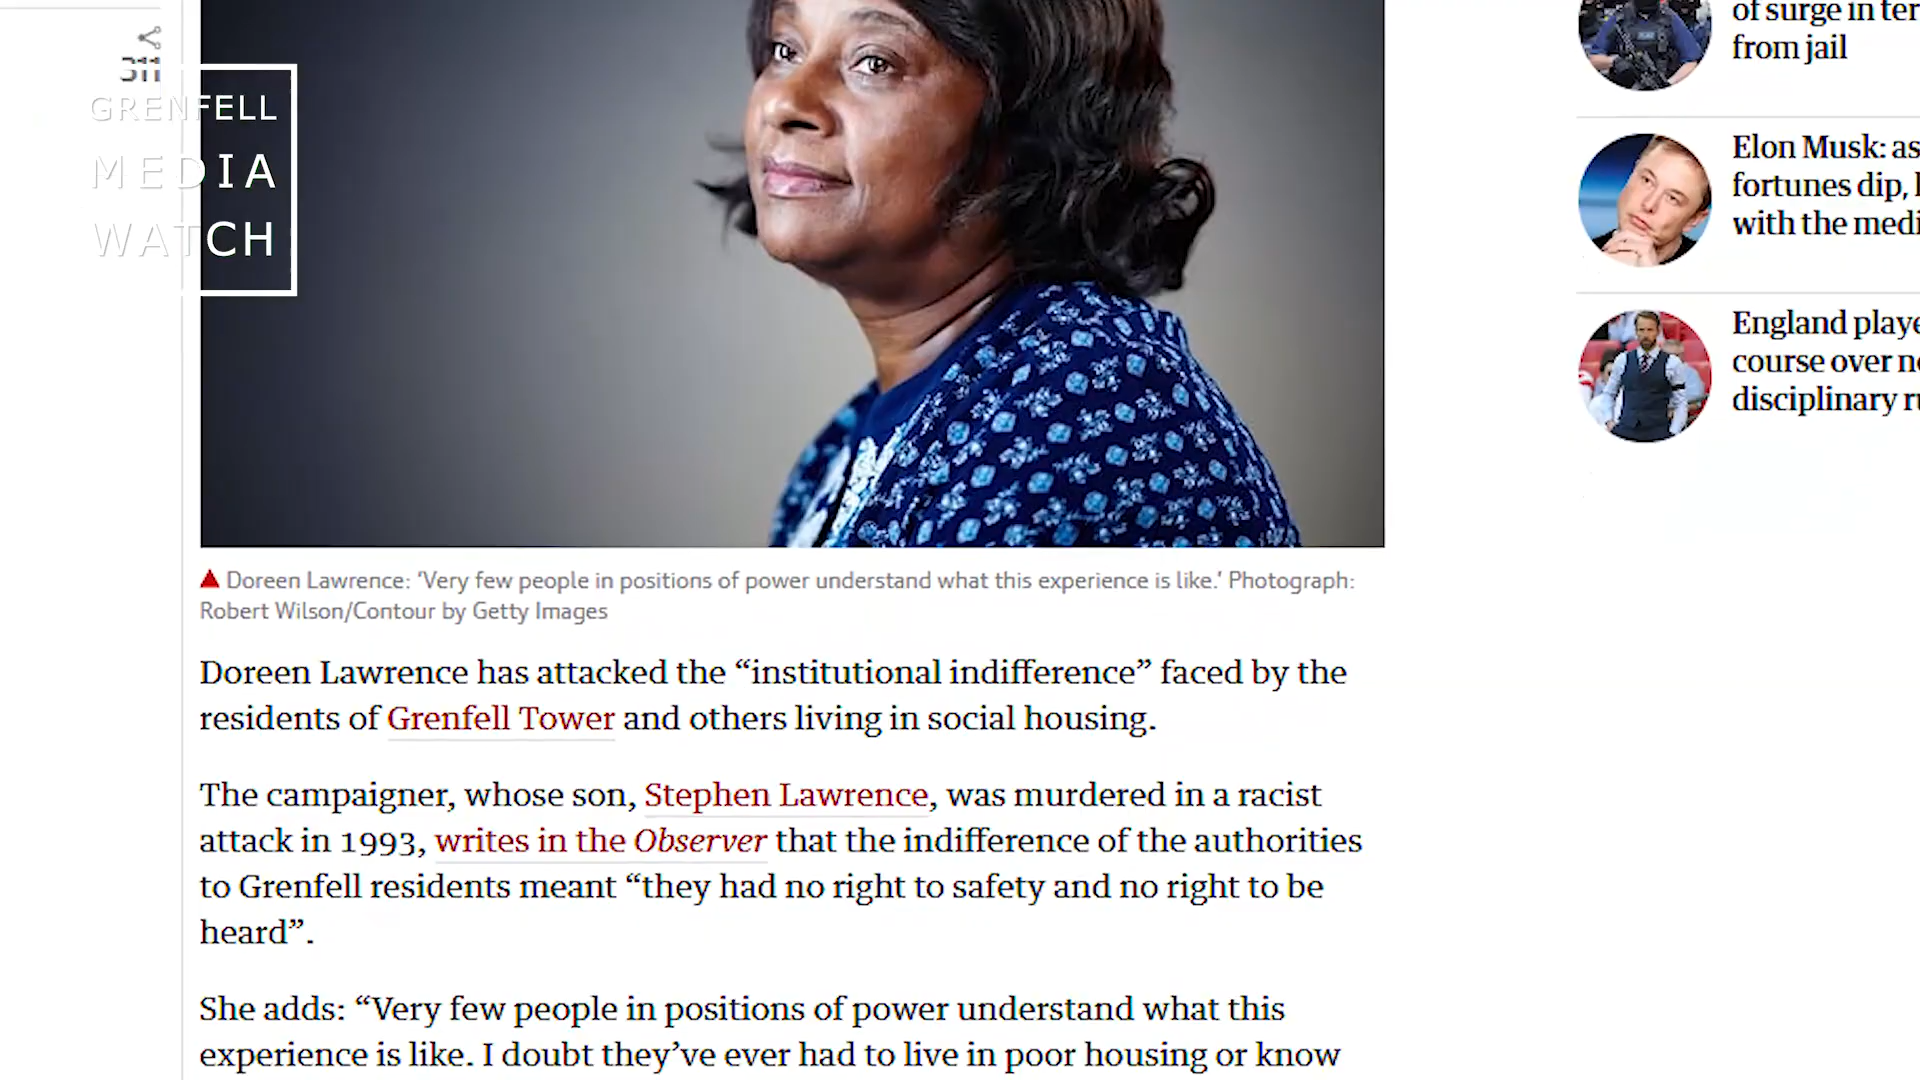 311
GRENFELL
MEDIA
WATCH
Doreen Lawrence: ‘Very few people in positions of power understand what this experience is like.’ Photograph:
Robert Wilson/Contour by Getty Images
Doreen Lawrence has attacked the “institutional indifference” faced by the
residents of Grenfell Tower and others living in social housing.
The campaigner, whose son, Stephen Lawrence, was murdered in a racist
attack in 1993, writes in the Observer that the indifference of the authorities
to Grenfell residents meant “they had no right to safety and no right to be
heard”.
She adds: “Very few people in positions of power understand what this
experience is like. I doubt they’ve ever had to live in poor housing or know
of surge in ter
from jail
Elon Musk: as
fortunes dip,
with the medi
England playe
course over
disciplinary